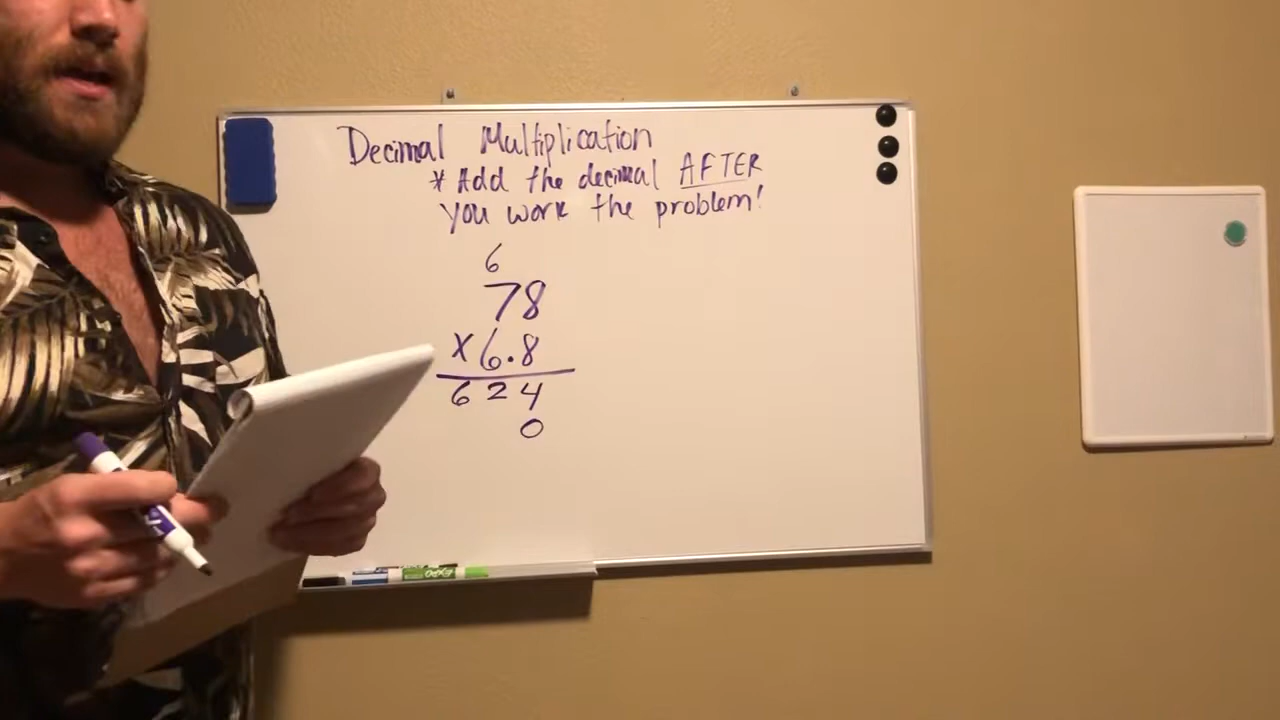 Decimal Multiplication
* Add the decimal AFTER
you work the problem!
6
78
x 6.8
624
0